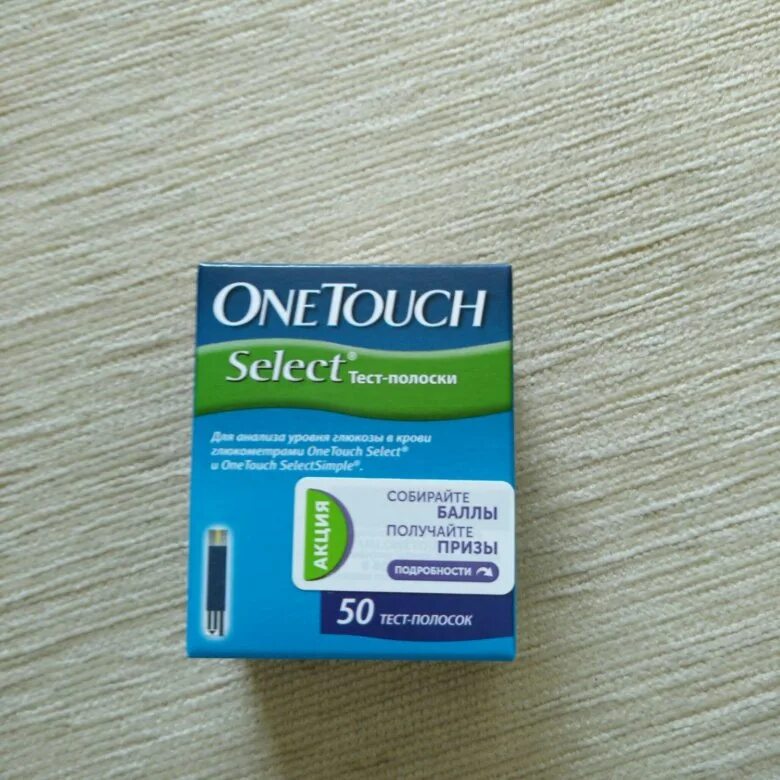 ONETOUCH
Select® Тест-полоски
Для анализа уровня глюкозы в крови
глюкометрами OneTouch Select®
и OneTouch SelectSimple®.
АКЦИЯ
СОБИРАЙТЕ
БАЛЛЫ
ПОЛУЧАЙТЕ
ПРИЗЫ
ПОДРОБНОСТИ
50 ТЕСТ-ПОЛОСОК